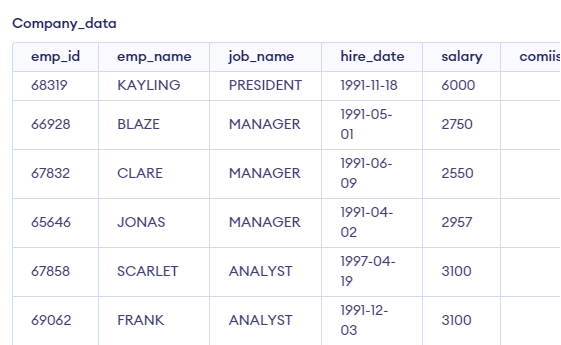 Company_data
emp_id emp_name job_name hire_date salary comiis
68319 KAYLING PRESIDENT 1991-11-18 6000
66928 BLAZE MANAGER 1991-05-
01 2750
67832 CLARE MANAGER 1991-06-
09 2550
65646 JONAS MANAGER 1991-04-
02 2957
67858 SCARLET ANALYST 1997-04-
19 3100
69062 FRANK ANALYST 1991-12-
03 3100